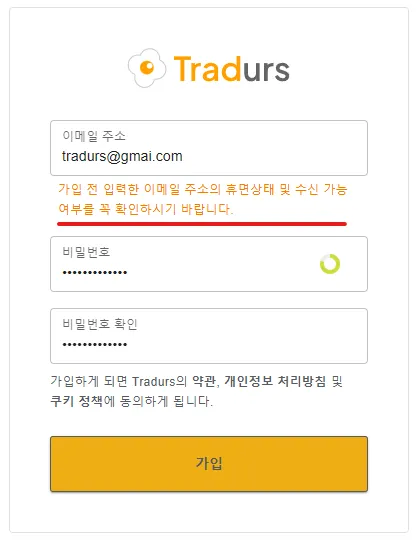 Tradurs
이메일 주소
tradurs@gmai.com
가입 전 입력한 이메일 주소의 휴면상태 및 수신 가능
여부를 꼭 확인하시기 바랍니다.
비밀번호
•••••••••••••
비밀번호 확인
•••••••••••••
가입하게 되면 Tradurs의 약관, 개인정보 처리방침 및
쿠키 정책에 동의하게 됩니다.
가입